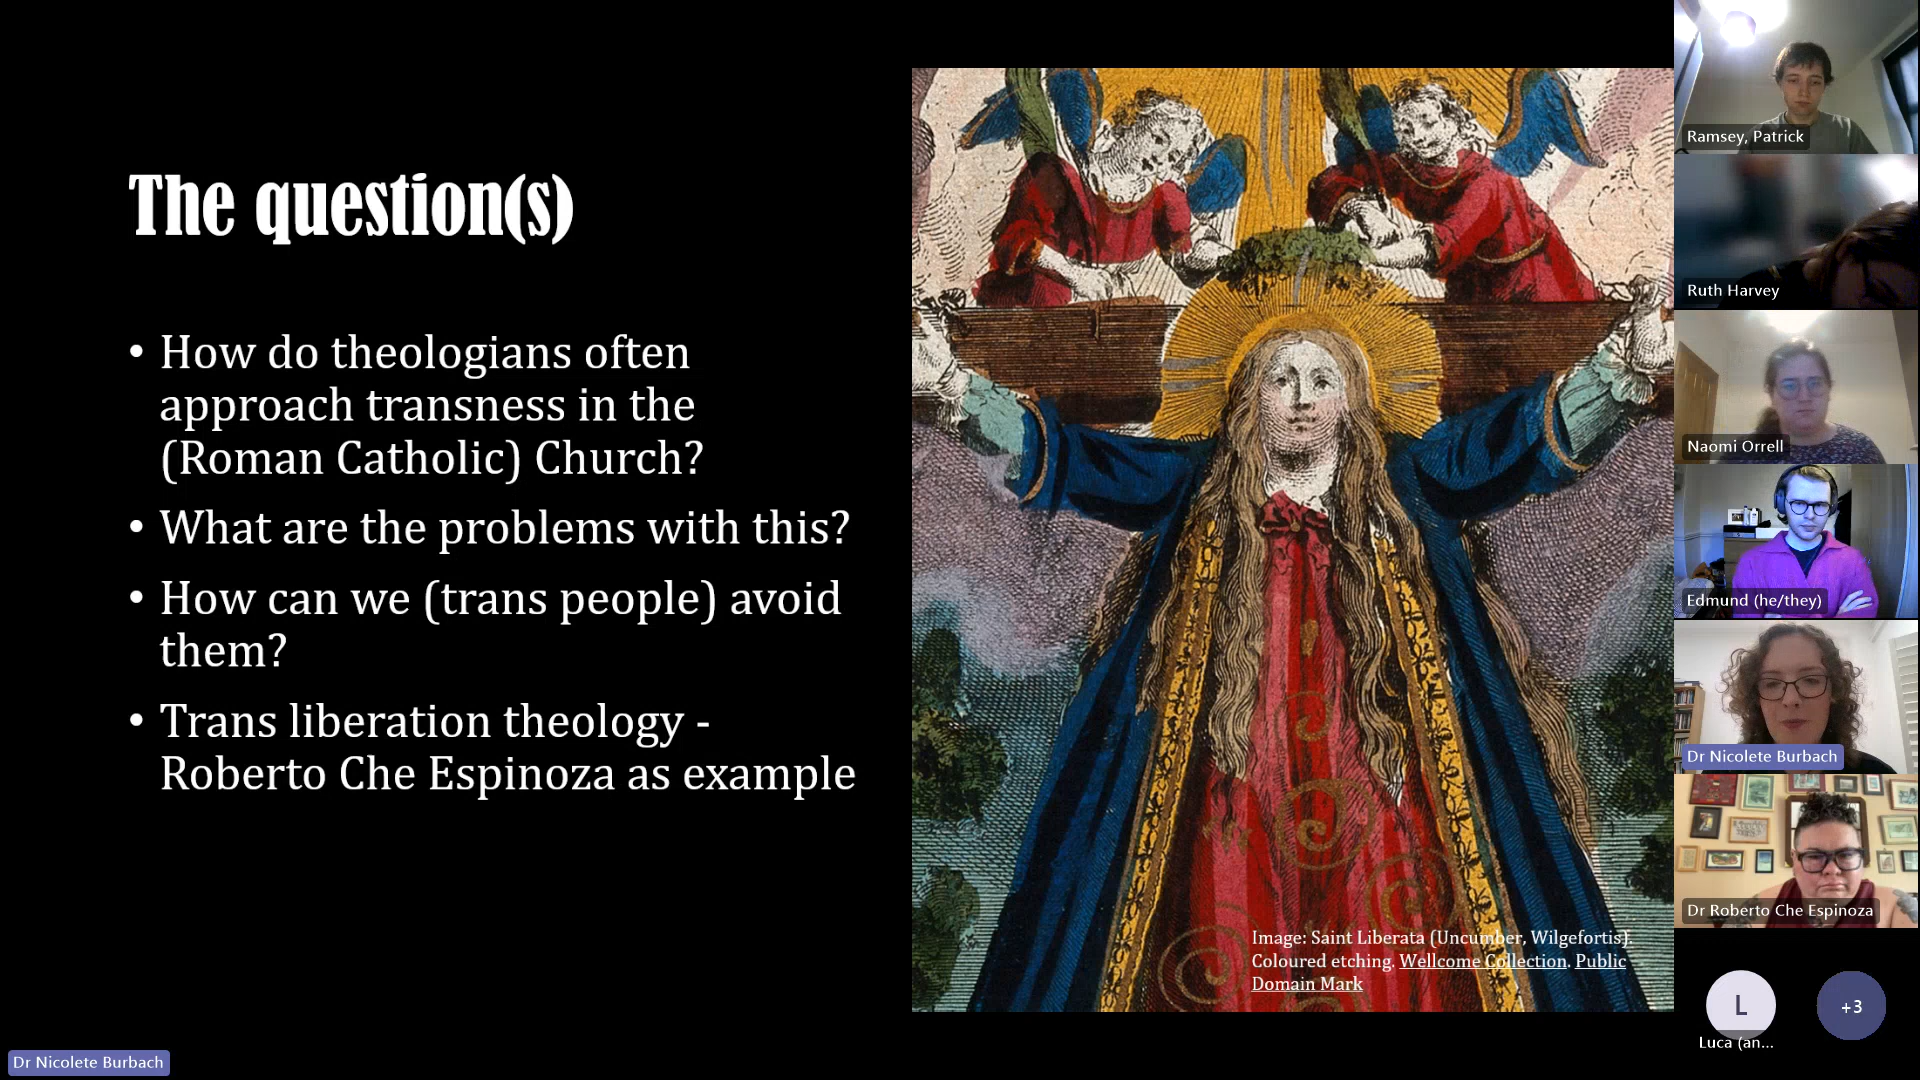 The question(s)
• How do theologians often
approach transness in the
(Roman Catholic) Church?
• What are the problems with this?
• How can we (trans people) avoid
them?
• Trans liberation theology -
Roberto Che Espinoza as example
Image: Saint Liberata (Uncumber, Wilgefortis).
Coloured etching. Wellcome Collection. Public
Domain Mark
Ramsey, Patrick
Ruth Harvey
Naomi Orrell
Edmund (he/they)
Dr Nicolete Burbach
Dr Roberto Che Espinoza
L
Luca (an...
+3
Dr Nicolete Burbach